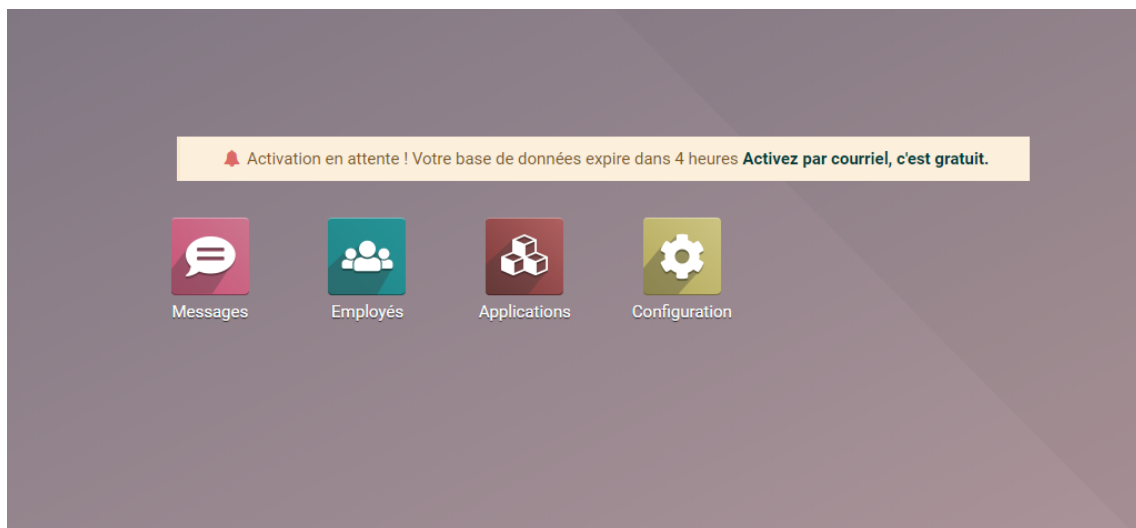 Activation en attente ! Votre base de données expire dans 4 heures Activez par courriel, c'est gratuit.
Messages
Employés
Applications
Configuration